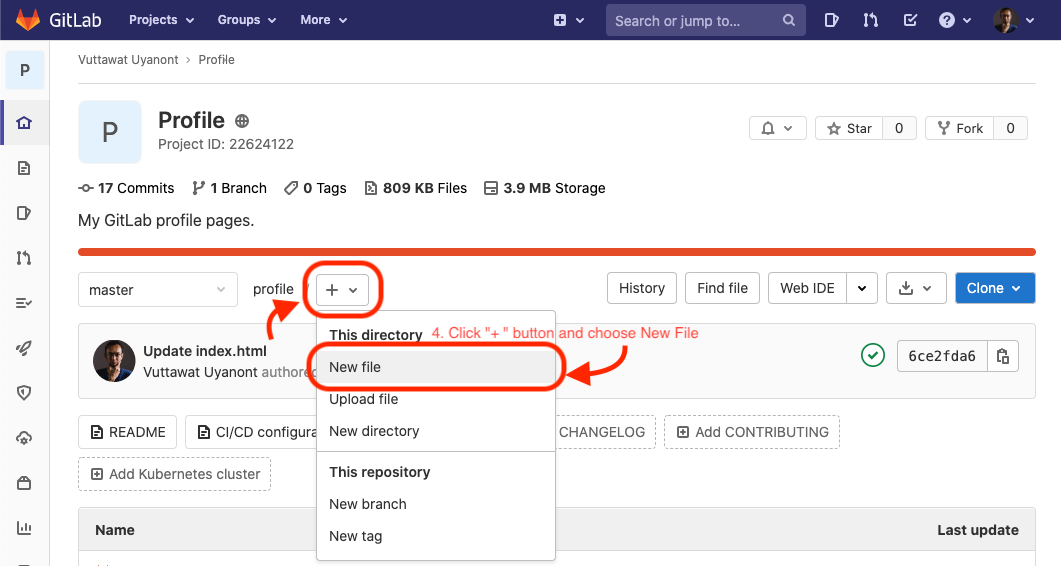 GitLab Projects Groups More Search or jump to...
Vuttawat Uyanont › Profile
P
P
Profile
Project ID: 22624122
Star 0 Fork 0
17 Commits 1 Branch 0 Tags 809 KB Files 3.9 MB Storage
My GitLab profile pages.
master profile / + History Find file Web IDE Clone
This directory 4. Click "+ " button and choose New File
Update index.html
Vuttawat Uyanont authored
6ce2fda6
New file
Upload file
New directory
README CI/CD configura CHANGELOG Add CONTRIBUTING
Add Kubernetes cluster
This repository
New branch
New tag
Name Last update